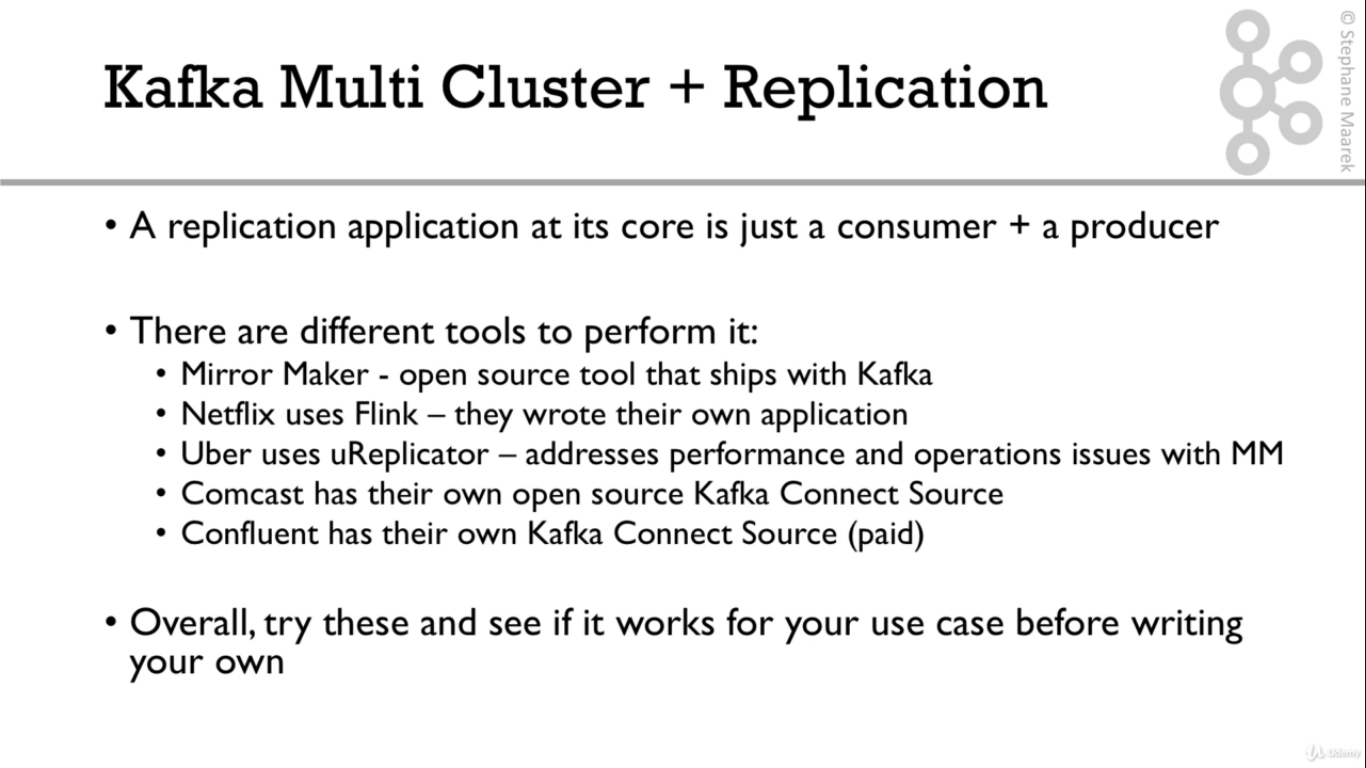 Kafka Multi Cluster + Replication
© Stephane Maarek
• A replication application at its core is just a consumer + a producer
• There are different tools to perform it:
• Mirror Maker - open source tool that ships with Kafka
• Netflix uses Flink – they wrote their own application
• Uber uses uReplicator – addresses performance and operations issues with MM
• Comcast has their own open source Kafka Connect Source
• Confluent has their own Kafka Connect Source (paid)
• Overall, try these and see if it works for your use case before writing
your own
Udemy